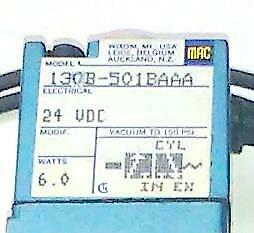 WIXOM, MI. USA
LEIGE, BELGIUM
AUCKLAND, N.Z.
MAC
MODEL
130B-501BAAA
ELECTRICAL
24 VDC
MODIF.
VACUUM TO 150 PSI
CYL
WATTS
6.0
IN EX